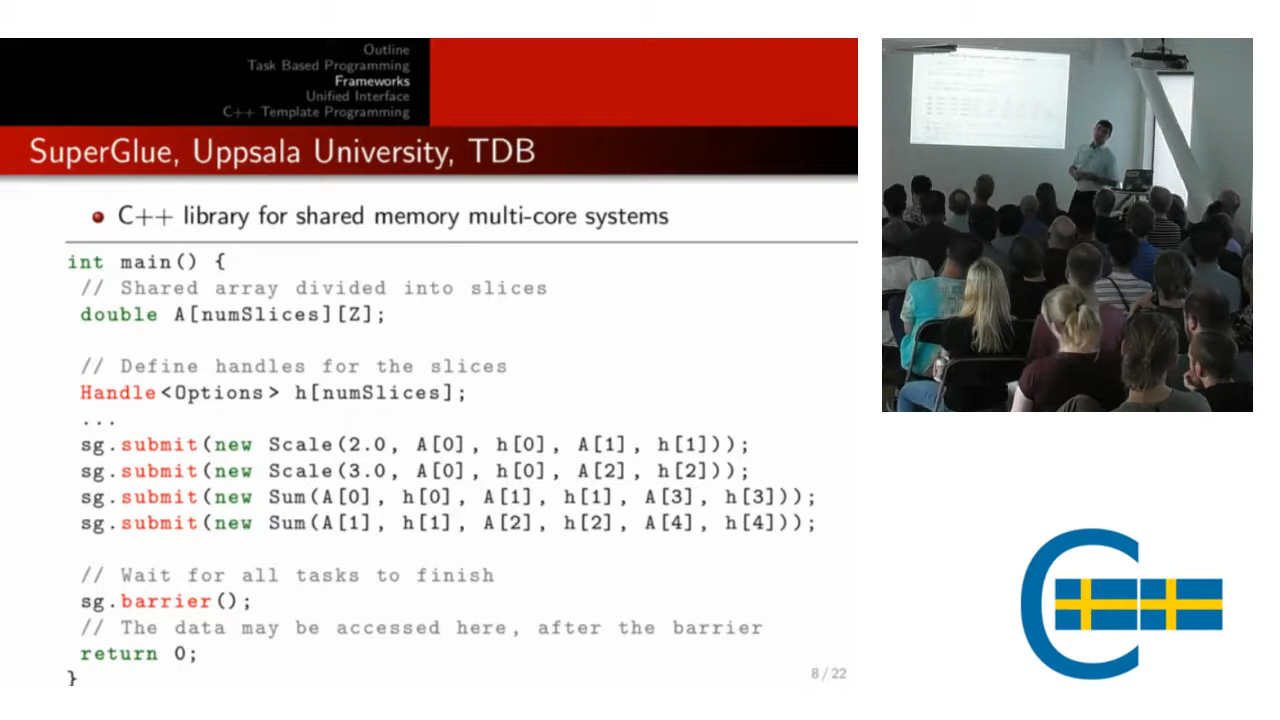 Outline
Task Based Programming
Frameworks
Unified Interface
C++ Template Programming
SuperGlue, Uppsala University, TDB
C++ library for shared memory multi-core systems
int main() {
// Shared array divided into slices
double A[numSlices][Z];
// Define handles for the slices
Handle<Options> h[numSlices];
...
sg.submit(new Scale(2.0, A[0], h[0], A[1], h[1]));
sg.submit(new Scale(3.0, A[0], h[0], A[2], h[2]));
sg.submit(new Sum(A[0], h[0], A[1], h[1], A[3], h[3]));
sg.submit(new Sum(A[1], h[1], A[2], h[2], A[4], h[4]));
// Wait for all tasks to finish
sg.barrier();
// The data may be accessed here, after the barrier
return 0;
}
8 / 22
C